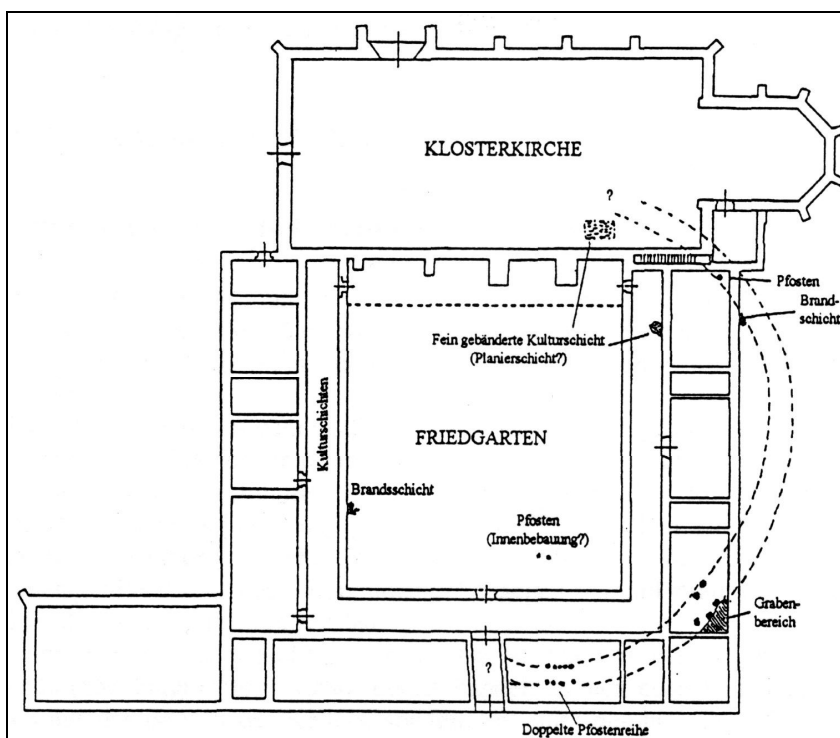 KLOSTERKIRCHE
?
Pfosten
Brand-
schicht
Fein gebänderte Kulturschicht
(Planierschicht?)
Kulturschichten
FRIEDGARTEN
Brandsschicht
Pfosten
(Innenbebauung?)
Graben-
bereich
?
Doppelte Pfostenreihe